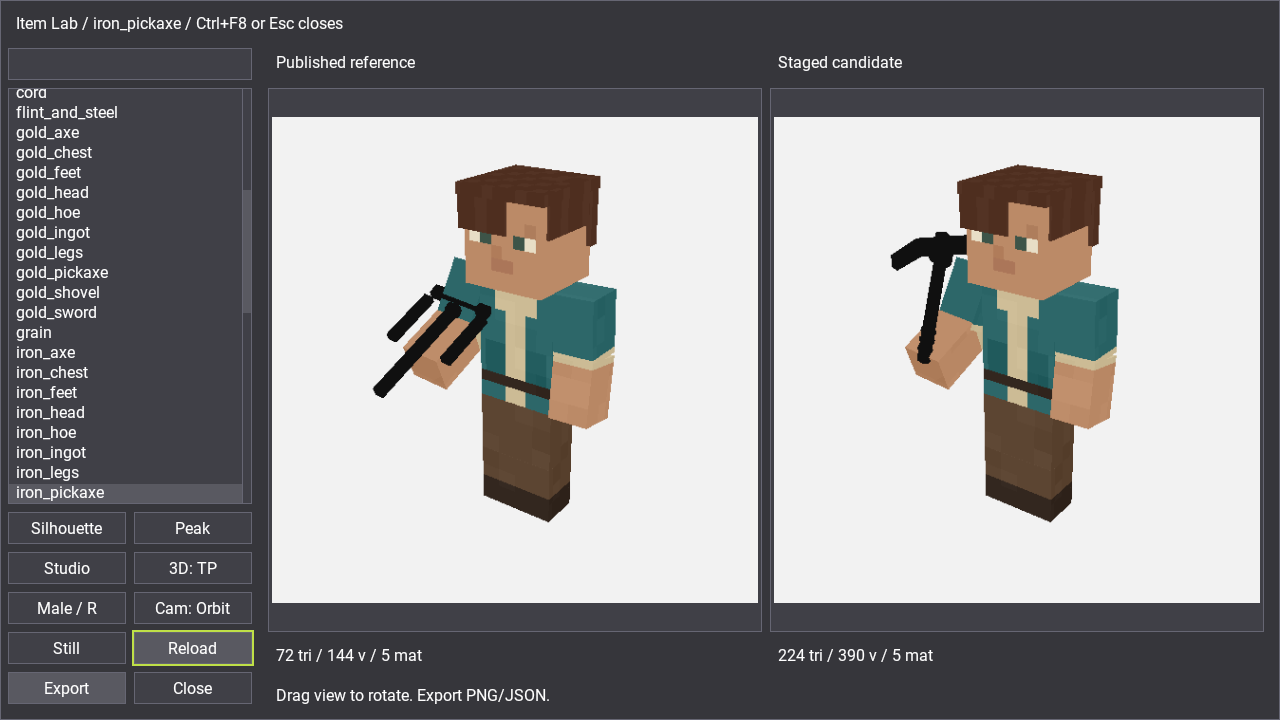 Item Lab / iron_pickaxe / Ctrl+F8 or Esc closes
Published reference
Staged candidate
cord
flint_and_steel
gold_axe
gold_chest
gold_feet
gold_head
gold_hoe
gold_ingot
gold_legs
gold_pickaxe
gold_shovel
gold_sword
grain
iron_axe
iron_chest
iron_feet
iron_head
iron_hoe
iron_ingot
iron_legs
iron_pickaxe
Silhouette
Peak
Studio
3D: TP
Male / R
Cam: Orbit
Still
Reload
Export
Close
72 tri / 144 v / 5 mat
224 tri / 390 v / 5 mat
Drag view to rotate. Export PNG/JSON.